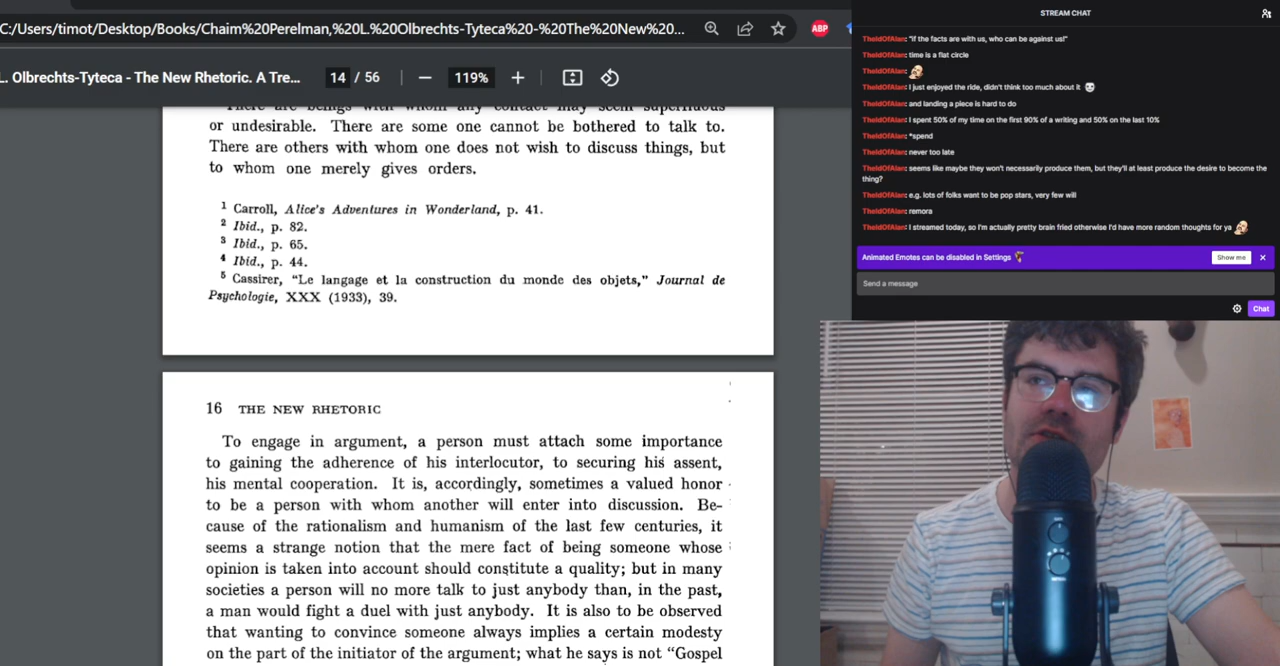 C:/Users/timot/Desktop/Books/Chaim%20Perelman,%20L.%20Olbrechts-Tyteca%20-%20The%20New%20...
ABP
L. Olbrechts-Tyteca - The New Rhetoric. A Tre...
14 / 56
119%
There are beings with whom any contact may seem superfluous
or undesirable. There are some one cannot be bothered to talk to.
There are others with whom one does not wish to discuss things, but
to whom one merely gives orders.
1 Carroll, Alice's Adventures in Wonderland, p. 41.
2 Ibid., p. 82.
3 Ibid., p. 65.
4 Ibid., p. 44.
5 Cassirer, "Le langage et la construction du monde des objets," Journal de
Psychologie, XXX (1933), 39.
16 THE NEW RHETORIC
To engage in argument, a person must attach some importance
to gaining the adherence of his interlocutor, to securing his assent,
his mental cooperation. It is, accordingly, sometimes a valued honor
to be a person with whom another will enter into discussion. Be-
cause of the rationalism and humanism of the last few centuries, it
seems a strange notion that the mere fact of being someone whose
opinion is taken into account should constitute a quality; but in many
societies a person will no more talk to just anybody than, in the past,
a man would fight a duel with just anybody. It is also to be observed
that wanting to convince someone always implies a certain modesty
on the part of the initiator of the argument; what he says is not "Gospel
STREAM CHAT
TheIdOfAlan: "if the facts are with us, who can be against us!"
TheIdOfAlan: time is a flat circle
TheIdOfAlan:
TheIdOfAlan: I just enjoyed the ride, didn't think too much about it
TheIdOfAlan: and landing a piece is hard to do
TheIdOfAlan: I spent 50% of my time on the first 90% of a writing and 50% on the last 10%
TheIdOfAlan: *spend
TheIdOfAlan: never too late
TheIdOfAlan: seems like maybe they won't necessarily produce them, but they'll at least produce the desire to become the
thing?
TheIdOfAlan: e.g. lots of folks want to be pop stars, very few will
TheIdOfAlan: remora
TheIdOfAlan: I streamed today, so I'm actually pretty brain fried otherwise I'd have more random thoughts for ya
Animated Emotes can be disabled in Settings
Show me
Send a message
Chat